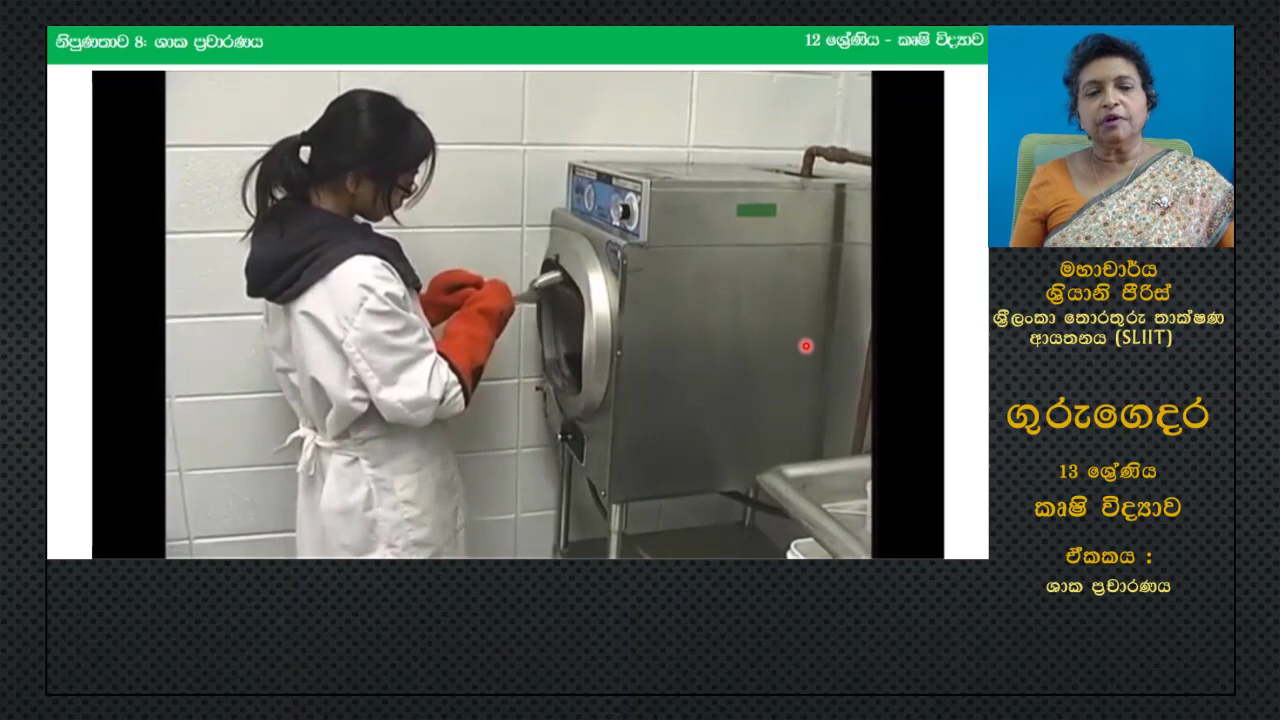 නිපුණතාව 8: ශාක ප්‍රචාරණය
12 ශ්‍රේණිය - කෘෂි විද්‍යාව
මහාචාර්ය
ශ්‍රියානි පීරිස්
ශ්‍රීලංකා තොරතුරු තාක්ෂණ
ආයතනය (SLIIT)
ගුරුගෙදර
13 ශ්‍රේණිය
කෘෂි විද්‍යාව
ඒකකය :
ශාක ප්‍රචාරණය